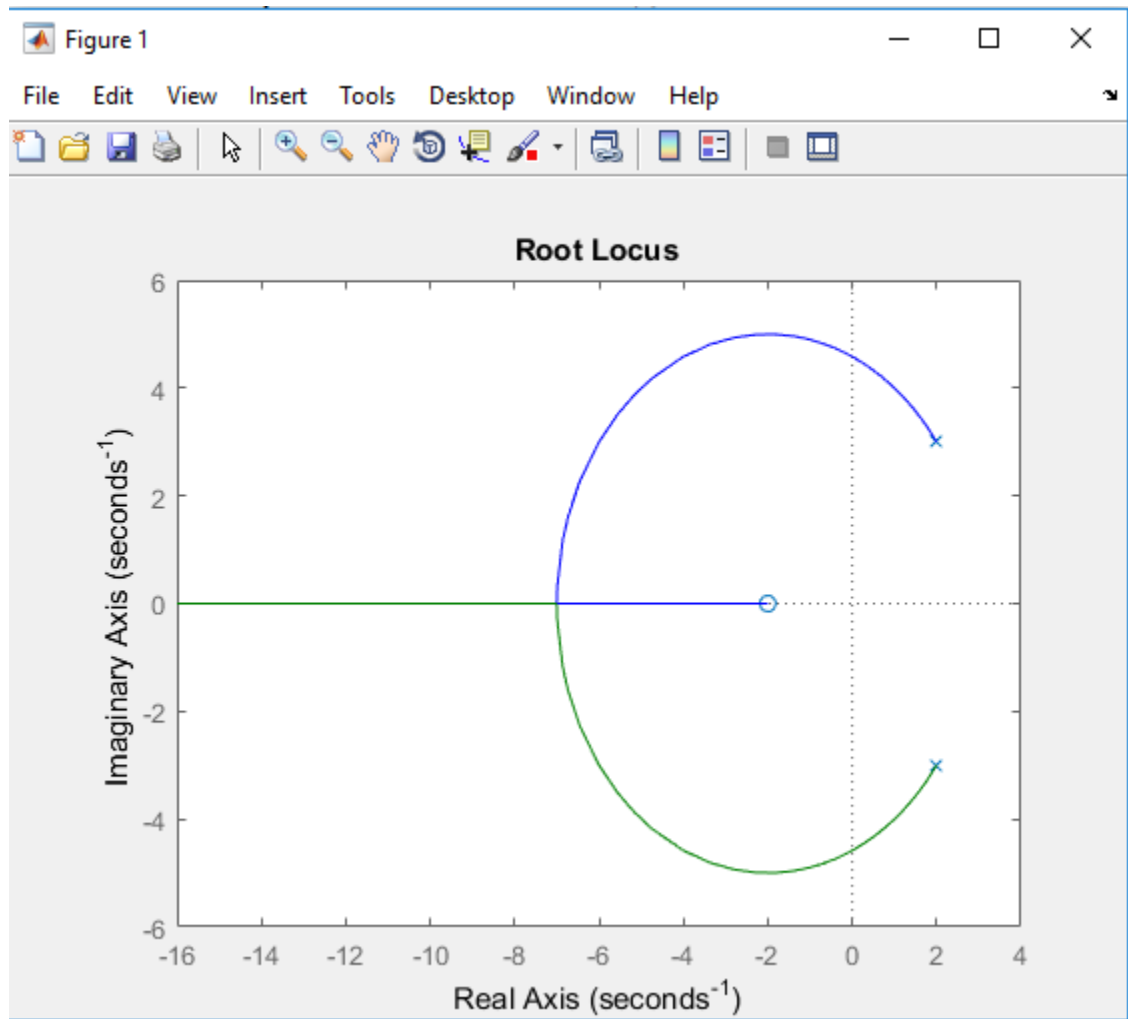 Figure 1
File Edit View Insert Tools Desktop Window Help
Root Locus
6
4
2
0
-2
-4
-6
Imaginary Axis (seconds⁻¹)
-16 -14 -12 -10 -8 -6 -4 -2 0 2 4
Real Axis (seconds⁻¹)